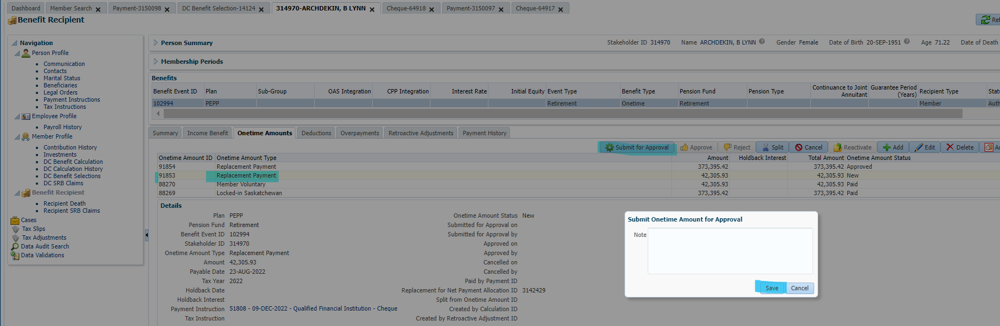 Dashboard Member Search Payment-3150098 DC Benefit Selection-14124 314970-ARCHDEKIN, B LYNN Cheque-64918 Payment-3150097 Cheque-64917
Benefit Recipient
Navigation
Person Profile
Communication
Contacts
Marital Status
Beneficiaries
Legal Orders
Payment Instructions
Tax Instructions
Employee Profile
Payroll History
Member Profile
Contribution History
Investments
DC Benefit Calculation
DC Calculation History
DC Benefit Selections
DC SRB Claims
Benefit Recipient
Recipient Death
Recipient SRB Claims
Cases
Tax Slips
Tax Adjustments
Data Audit Search
Data Validations
Person Summary Stakeholder ID 314970 Name ARCHDEKIN, B LYNN Gender Female Date of Birth 20-SEP-1951 Age 71.22 Date of Death
Membership Periods
Benefits
Benefit Event ID Plan Sub-Group OAS Integration CPP Integration Interest Rate Initial Equity Event Type Benefit Type Pension Fund Pension Type Continuance to Joint Annuitant Guarantee Period (Years) Recipient Type
102994 PEPP Retirement Onetime Retirement Member
Summary Income Benefit Onetime Amounts Deductions Overpayments Retroactive Adjustments Payment History
Submit for Approval Approve Reject Split Cancel Reactivate Add Edit Delete
Onetime Amount ID Onetime Amount Type Amount Holdback Interest Total Amount Onetime Amount Status
91854 Replacement Payment 373,395.42 373,395.42 Approved
91853 Replacement Payment 42,305.93 42,305.93 New
88270 Member Voluntary 42,305.93 42,305.93 Paid
88269 Locked-in Saskatchewan 373,395.42 373,395.42 Paid
Details
Plan PEPP
Pension Fund Retirement
Benefit Event ID 102994
Stakeholder ID 314970
Onetime Amount Type Replacement Payment
Amount 42,305.93
Payable Date 23-AUG-2022
Tax Year 2022
Holdback Date
Holdback Interest
Payment Instruction 51808 - 09-DEC-2022 - Qualified Financial Institution - Cheque
Tax Instruction
Onetime Amount Status New
Submitted for Approval on
Submitted for Approval by
Approved on
Approved by
Cancelled on
Cancelled by
Paid by Payment ID
Replacement for Net Payment Allocation ID 3142429
Split from Onetime Amount ID
Created by Calculation ID
Created by Retroactive Adjustment ID
Submit Onetime Amount for Approval
Note
Save Cancel